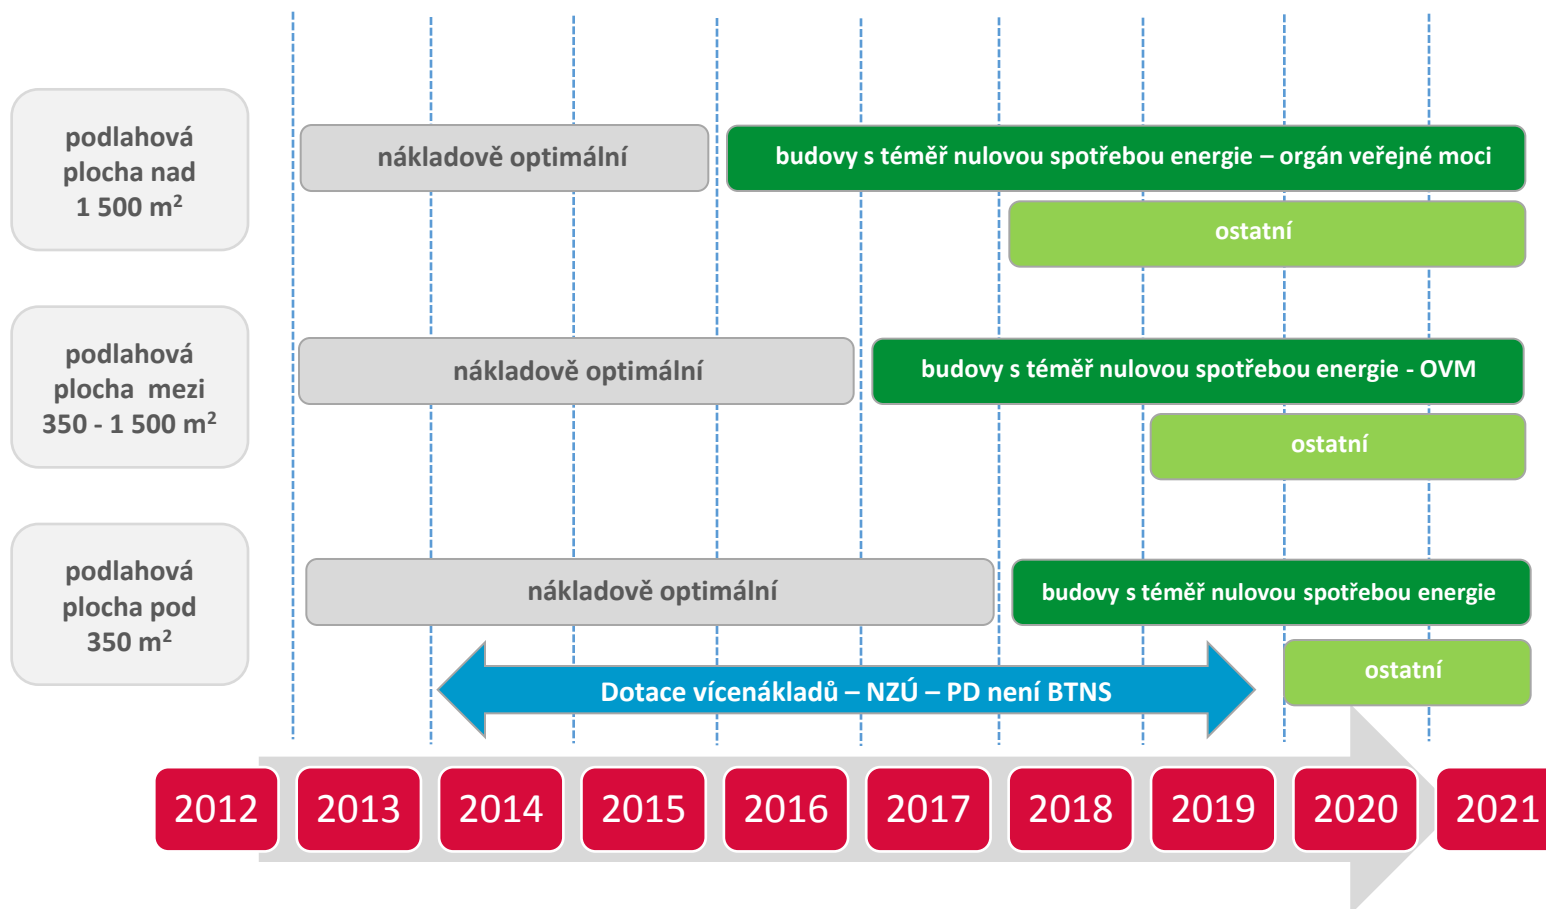 podlahová
plocha nad
1 500 m²
nákladově optimální
budovy s téměř nulovou spotřebou energie – orgán veřejné moci
ostatní
podlahová
plocha mezi
350 - 1 500 m²
nákladově optimální
budovy s téměř nulovou spotřebou energie - OVM
ostatní
podlahová
plocha pod
350 m²
nákladově optimální
budovy s téměř nulovou spotřebou energie
ostatní
Dotace vícenákladů – NZÚ – PD není BTNS
2012 2013 2014 2015 2016 2017 2018 2019 2020 2021